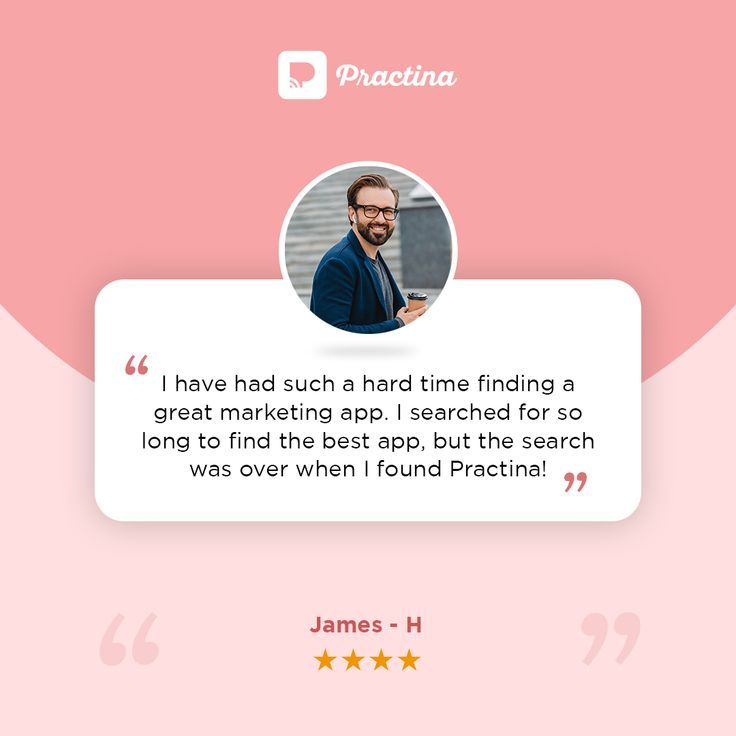 Practina
“
I have had such a hard time finding a
great marketing app. I searched for so
long to find the best app, but the search
was over when I found Practina!
”
James - H
★★★★